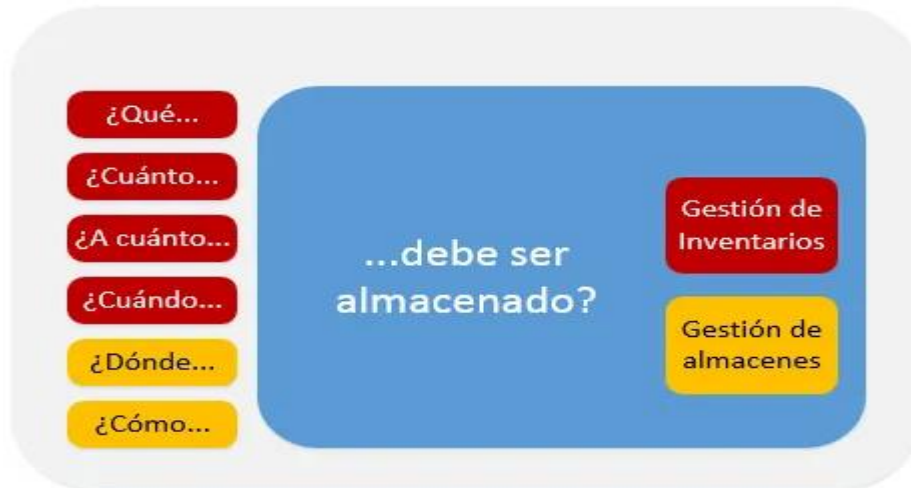 ¿Qué...
¿Cuánto...
¿A cuánto...
¿Cuándo...
¿Dónde...
¿Cómo...
...debe ser
almacenado?
Gestión de
Inventarios
Gestión de
almacenes